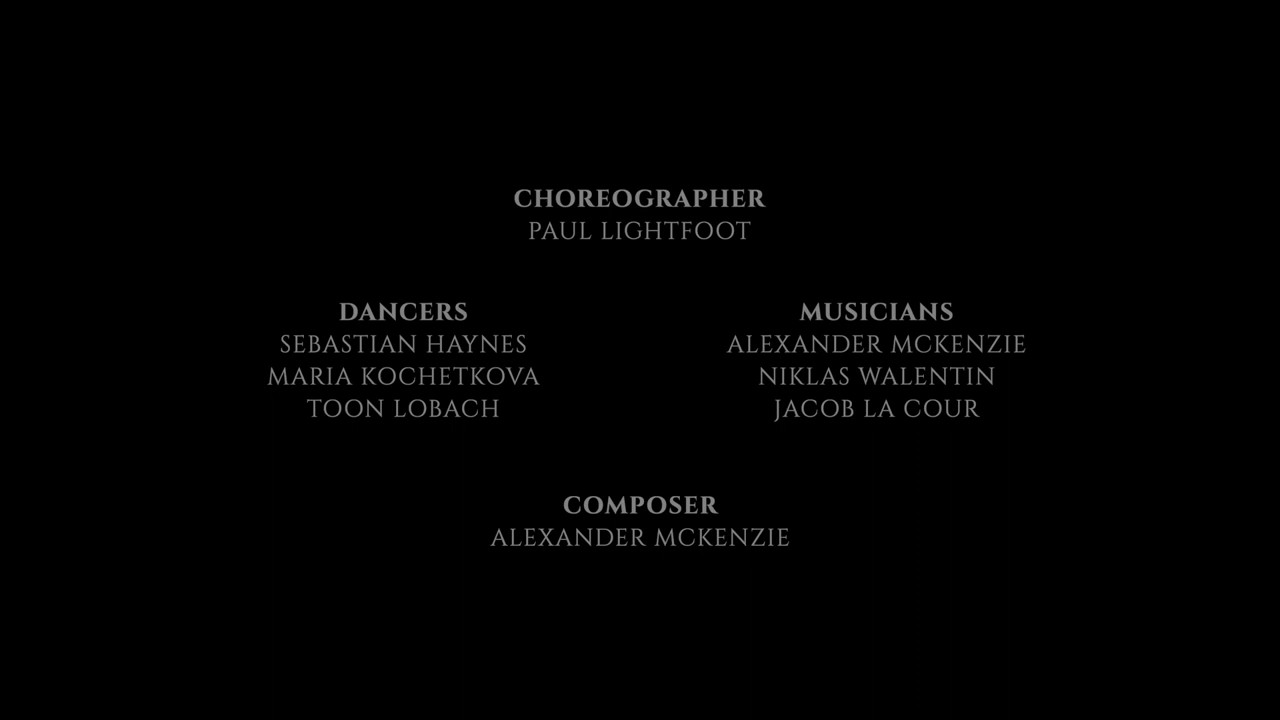 CHOREOGRAPHER
PAUL LIGHTFOOT
DANCERS
SEBASTIAN HAYNES
MARIA KOCHETKOVA
TOON LOBACH
MUSICIANS
ALEXANDER MCKENZIE
NIKLAS WALENTIN
JACOB LA COUR
COMPOSER
ALEXANDER MCKENZIE